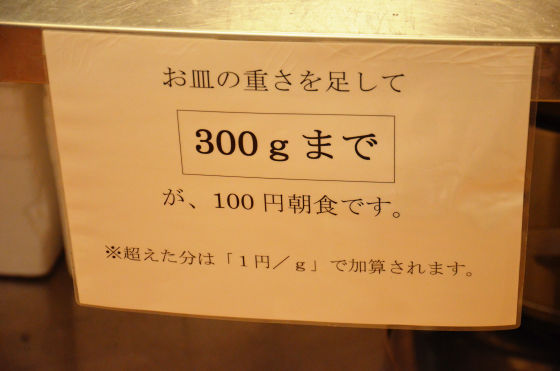 お皿の重さを足して
300gまで
が、100円朝食です。
※超えた分は「1円/g」で加算されます。